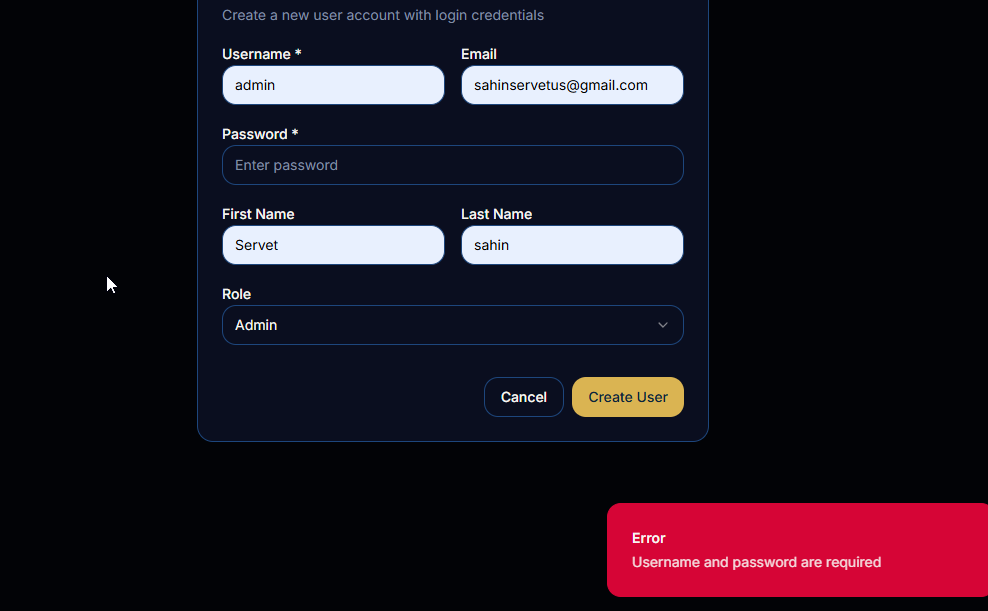 Create a new user account with login credentials
Username * Email
admin sahinservetus@gmail.com
Password *
Enter password
First Name Last Name
Servet sahin
Role
Admin
Cancel Create User
Error
Username and password are required